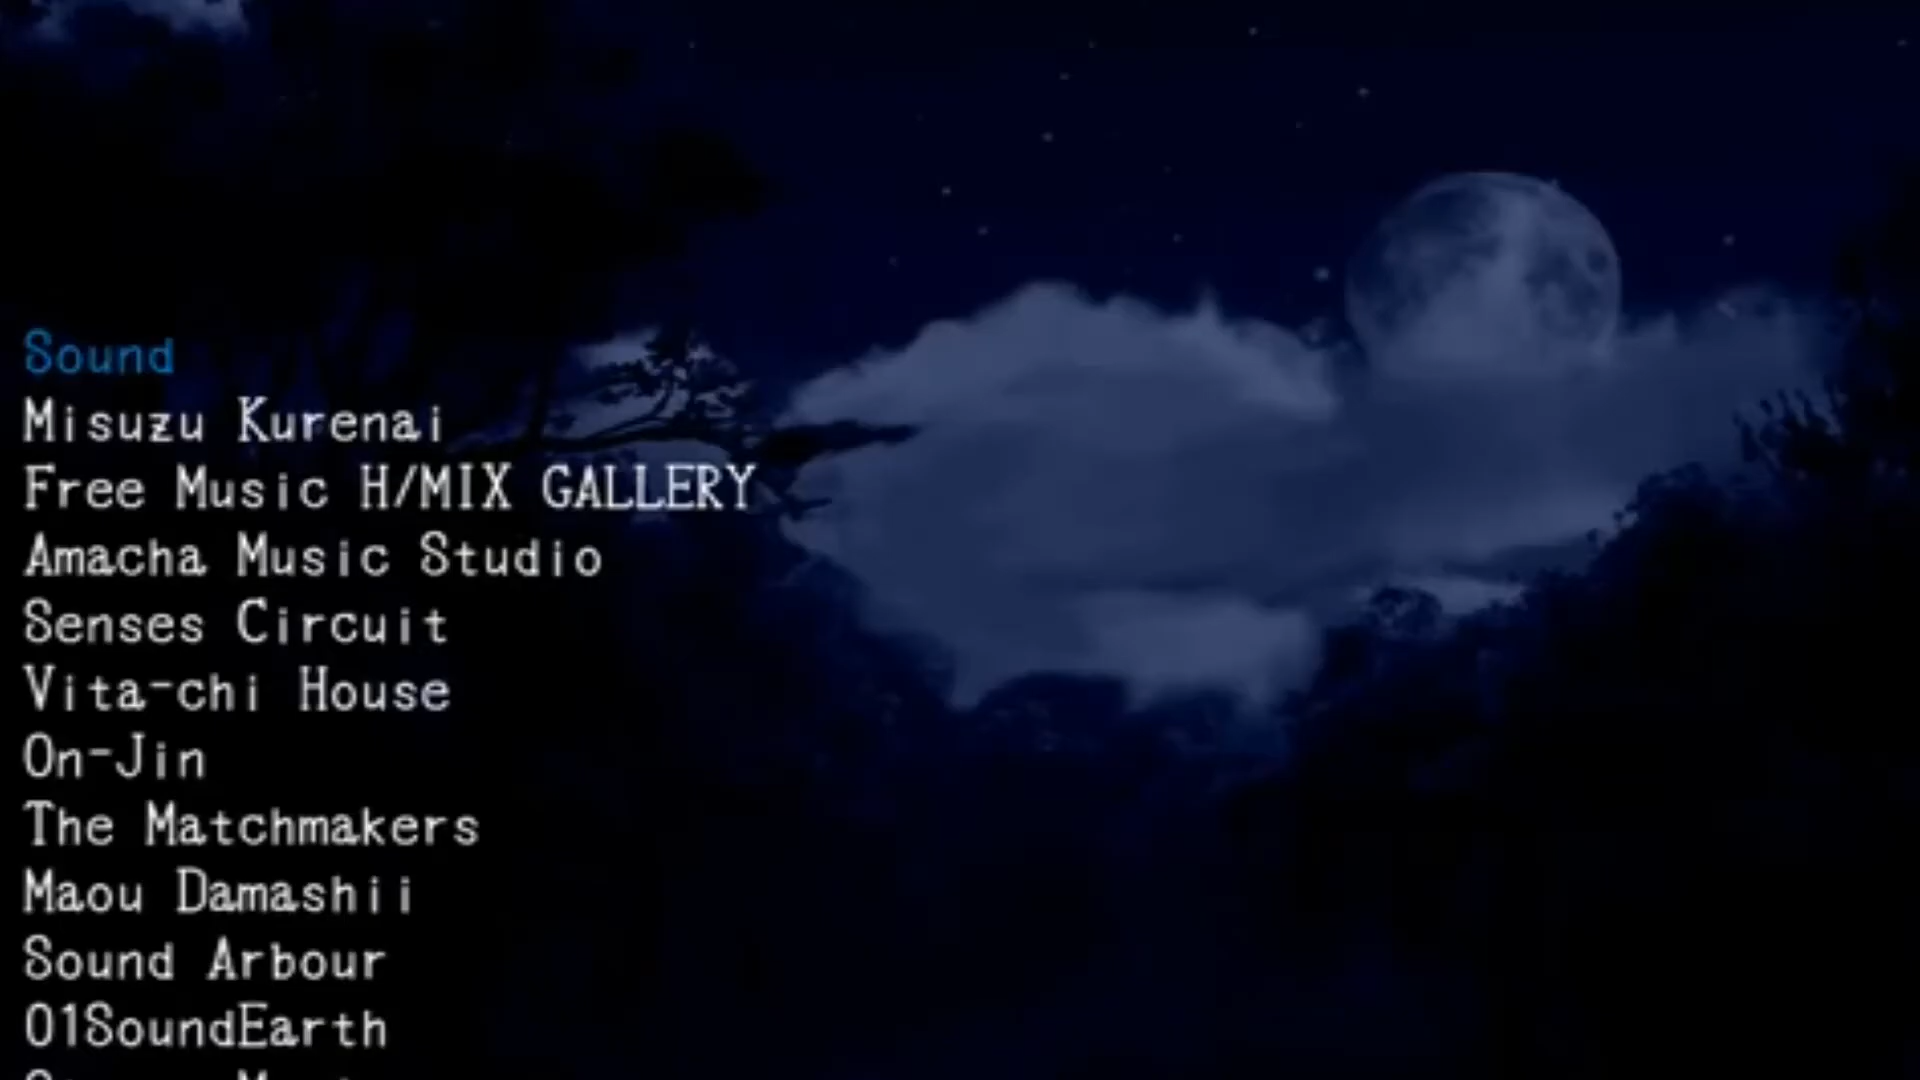 Sound
Misuzu Kurenai
Free Music H/MIX GALLERY
Amacha Music Studio
Senses Circuit
Vita-chi House
On-Jin
The Matchmakers
Maou Damashii
Sound Arbour
01SoundEarth